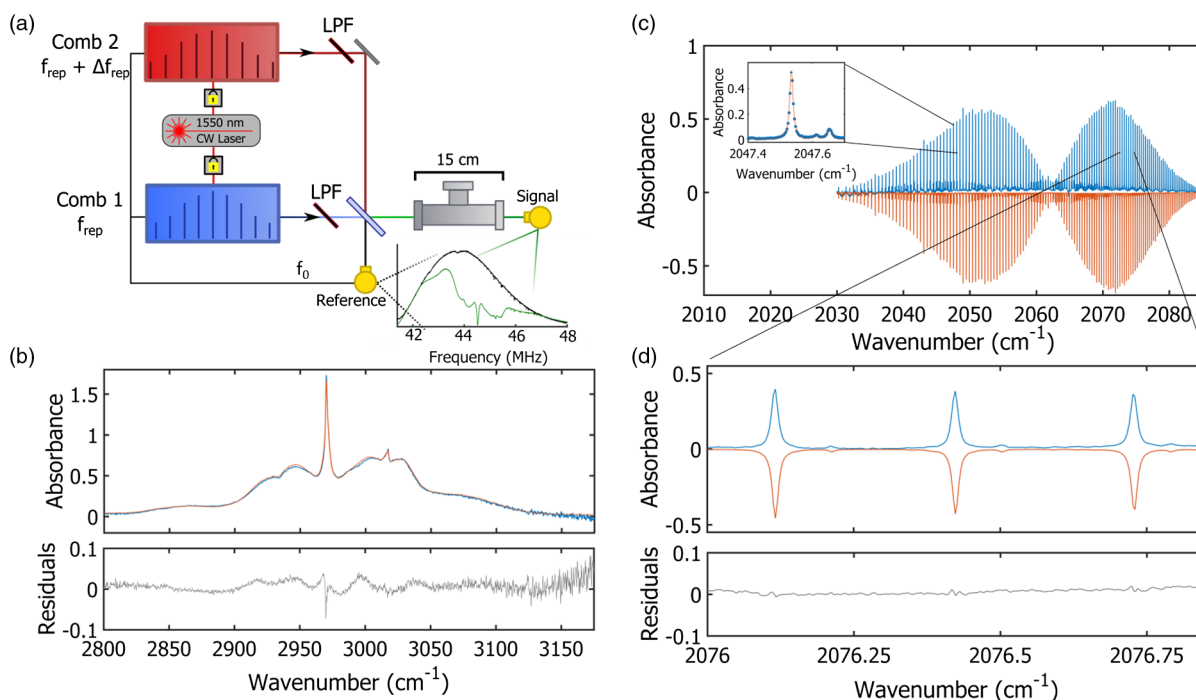 (a)
Comb 2
f_rep + Δf_rep
LPF
1550 nm
CW Laser
15 cm
Comb 1
f_rep
LPF
Signal
f_0
Reference
42 44 46 48
Frequency (MHz)
(b)
1.5
1
0.5
0
Absorbance
0.1
0
-0.1
Residuals
2800 2850 2900 2950 3000 3050 3100 3150
Wavenumber (cm⁻¹)
(c)
1
0.5
0
-0.5
Absorbance
0.4
0.2
0
Absorbance
2047.4 2047.6
Wavenumber (cm⁻¹)
2010 2020 2030 2040 2050 2060 2070 2080
Wavenumber (cm⁻¹)
(d)
0.5
0
-0.5
Absorbance
0.1
0
-0.1
Residuals
2076 2076.25 2076.5 2076.75
Wavenumber (cm⁻¹)